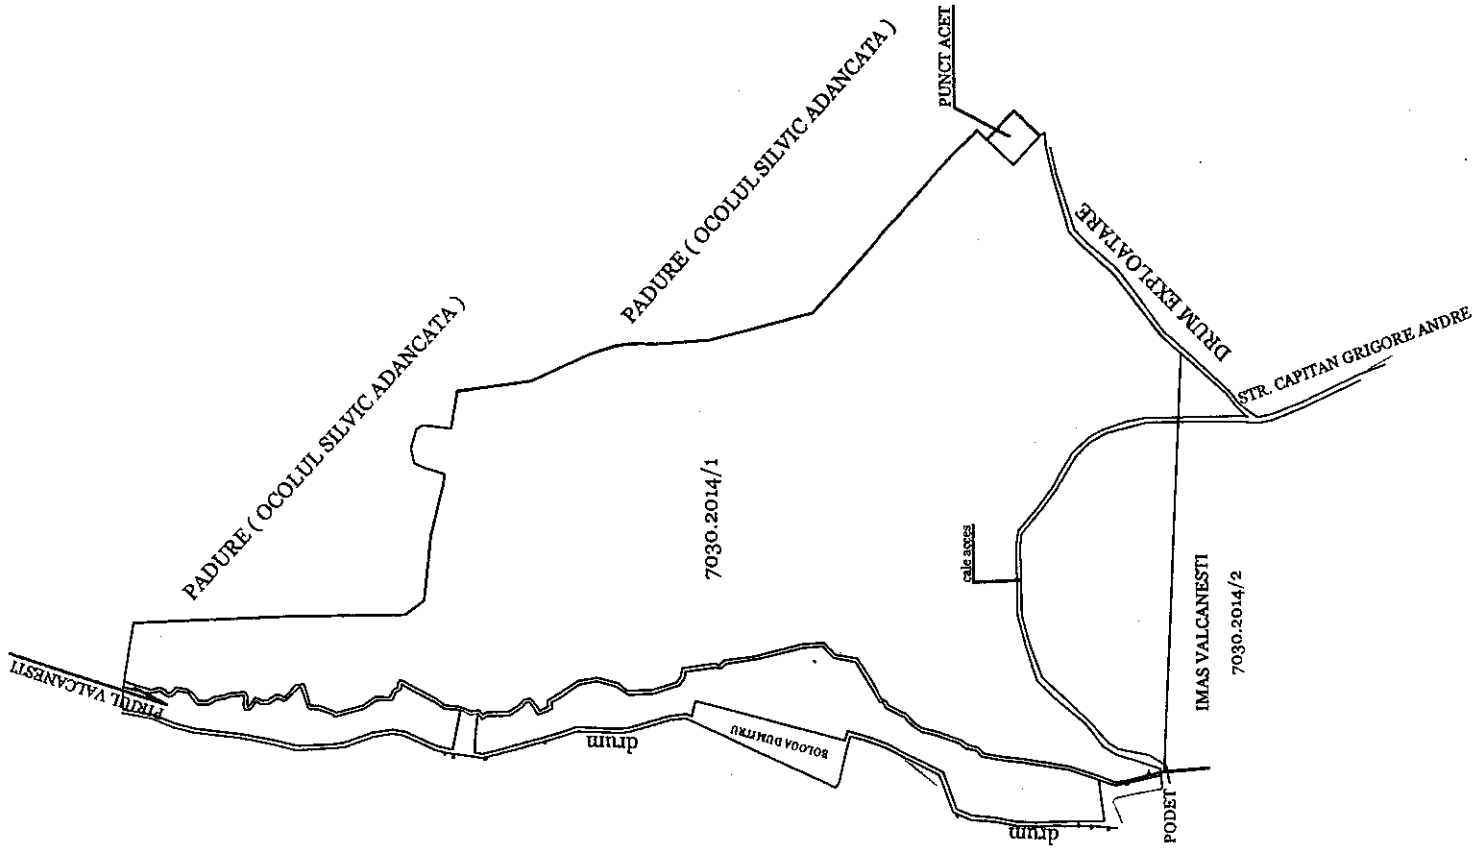 PUNCT ACET
PADURE ( OCOLUL SILVIC ADANCATA )
PADURE ( OCOLUL SILVIC ADANCATA )
DRUM EXPLOATARE
STR. CAPITAN GRIGORE ANDRE
7030.2014/1
cale acces
IMAS VALCANESTI
7030.2014/2
PIRIUL VALCANESTI
drum
BOLOGA DUMITRU
drum
PODET